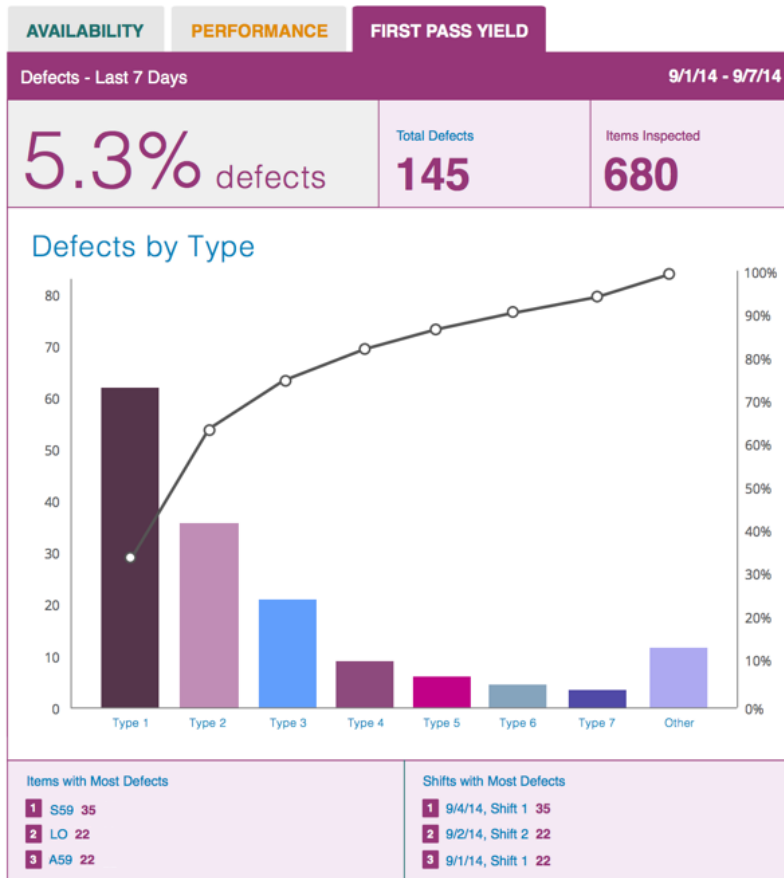 AVAILABILITY PERFORMANCE FIRST PASS YIELD
Defects - Last 7 Days 9/1/14 - 9/7/14
5.3% defects
Total Defects
145
Items Inspected
680
Defects by Type
80
70
60
50
40
30
20
10
0
100%
90%
80%
70%
60%
50%
40%
30%
20%
10%
0%
Type 1 Type 2 Type 3 Type 4 Type 5 Type 6 Type 7 Other
Items with Most Defects
1 S59 35
2 LO 22
3 A59 22
Shifts with Most Defects
1 9/4/14, Shift 1 35
2 9/2/14, Shift 2 22
3 9/1/14, Shift 1 22